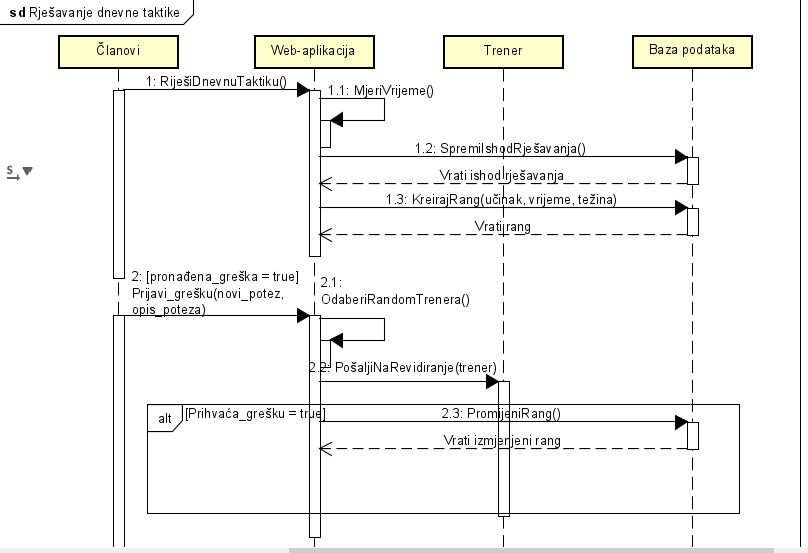 sd Rješavanje dnevne taktike
Članovi
Web-aplikacija
Trener
Baza podataka
1: RiješiDnevnuTaktiku()
1.1: MjeriVrijeme()
1.2: SpremiIshodRješavanja()
S
Vrati ishod rješavanja
1.3: KreirajRang(učinak, vrijeme, težina)
Vrati rang
2: [pronađena_greška = true]
Prijavi_grešku(novi_potez,
opis_poteza)
2.1:
OdaberiRandomTrenera()
2.2: PošaljiNaRevidiranje(trener)
alt
[Prihvaća_grešku = true]
2.3: PromijeniRang()
Vrati izmjenjeni rang